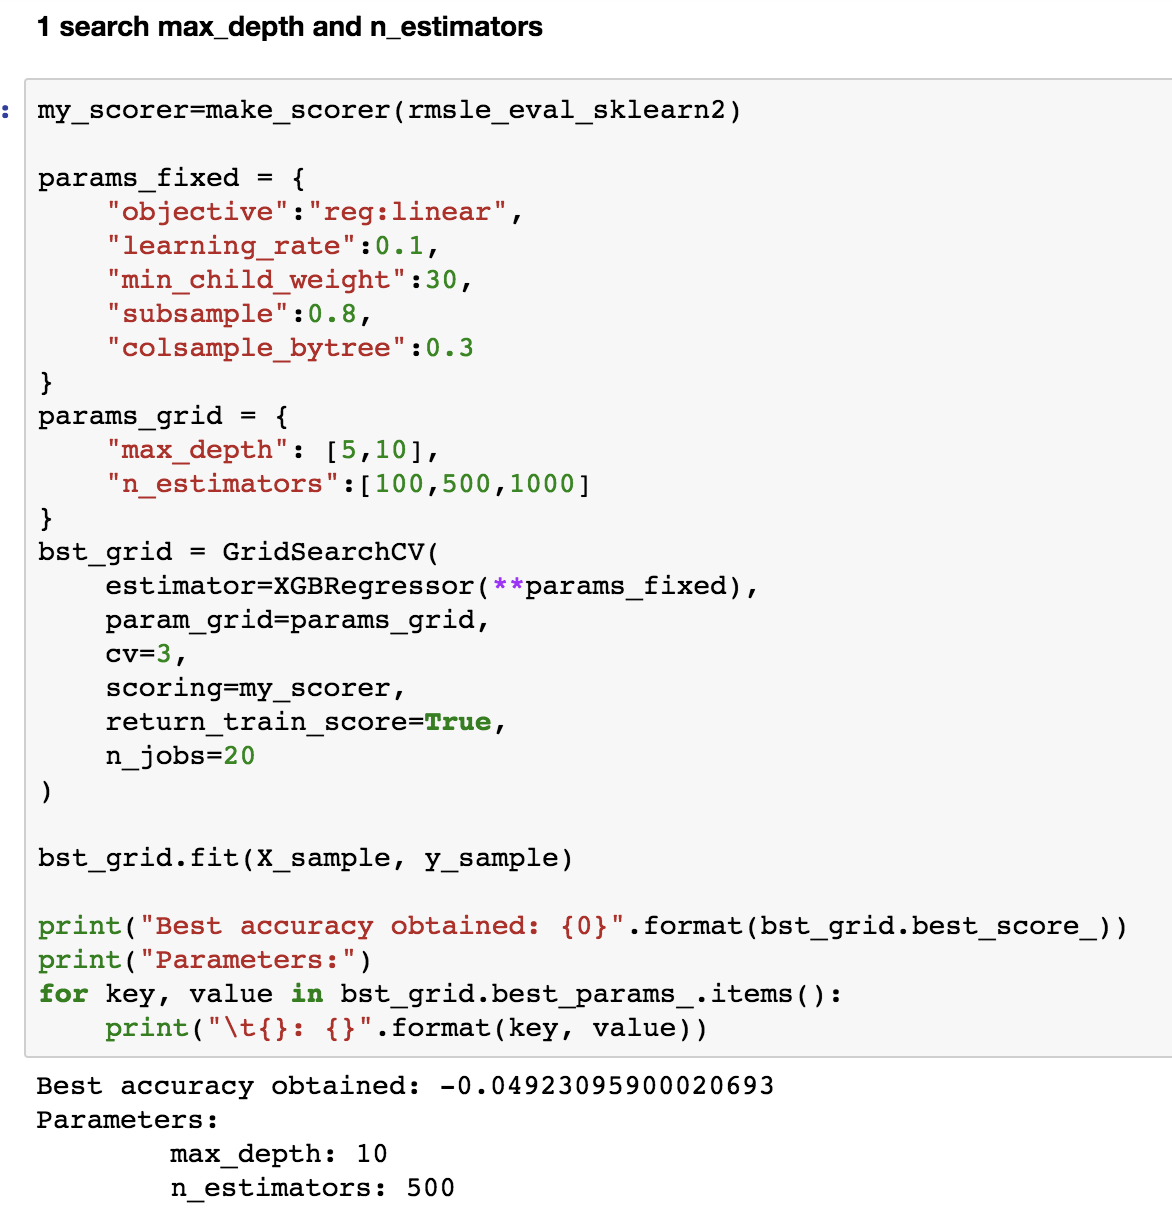 1 search max_depth and n_estimators
:
my_scorer=make_scorer(rmsle_eval_sklearn2)
params_fixed = {
    "objective":"reg:linear",
    "learning_rate":0.1,
    "min_child_weight":30,
    "subsample":0.8,
    "colsample_bytree":0.3
}
params_grid = {
    "max_depth": [5,10],
    "n_estimators":[100,500,1000]
}
bst_grid = GridSearchCV(
    estimator=XGBRegressor(**params_fixed),
    param_grid=params_grid,
    cv=3,
    scoring=my_scorer,
    return_train_score=True,
    n_jobs=20
)
bst_grid.fit(X_sample, y_sample)
print("Best accuracy obtained: {0}".format(bst_grid.best_score_))
print("Parameters:")
for key, value in bst_grid.best_params_.items():
    print("\t{}: {}".format(key, value))
Best accuracy obtained: -0.04923095900020693
Parameters:
        max_depth: 10
        n_estimators: 500